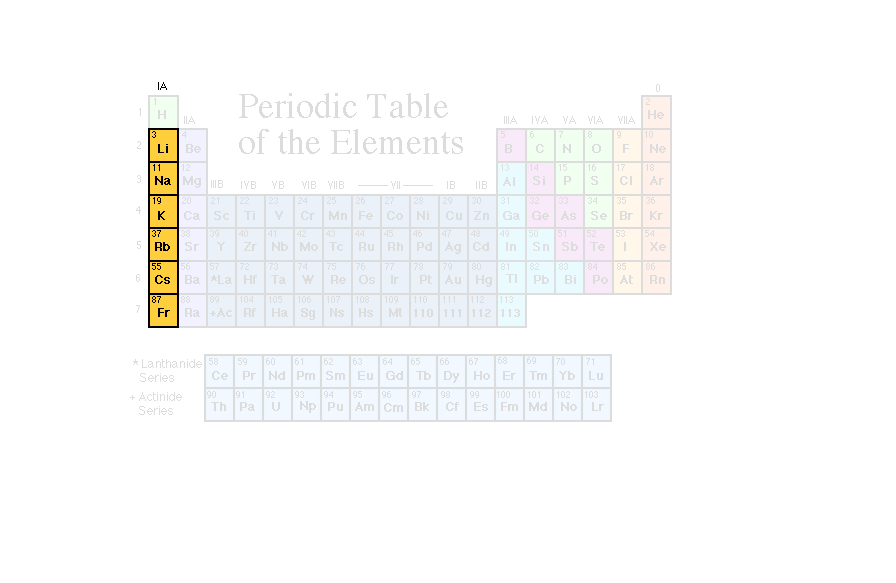 IA 0
1 1 H Periodic Table 2 He
IIA IIIA IVA VA VIA VIIA
2 3 Li 4 Be of the Elements 5 B 6 C 7 N 8 O 9 F 10 Ne
3 11 Na 12 Mg 13 Al 14 Si 15 P 16 S 17 Cl 18 Ar
IIIB IVB VB VIB VIIB VII IB IIB
4 19 K 20 Ca 21 Sc 22 Ti 23 V 24 Cr 25 Mn 26 Fe 27 Co 28 Ni 29 Cu 30 Zn 31 Ga 32 Ge 33 As 34 Se 35 Br 36 Kr
5 37 Rb 38 Sr 39 Y 40 Zr 41 Nb 42 Mo 43 Tc 44 Ru 45 Rh 46 Pd 47 Ag 48 Cd 49 In 50 Sn 51 Sb 52 Te 53 I 54 Xe
6 55 Cs 56 Ba 57 *La 72 Hf 73 Ta 74 W 75 Re 76 Os 77 Ir 78 Pt 79 Au 80 Hg 81 Tl 82 Pb 83 Bi 84 Po 85 At 86 Rn
7 87 Fr 88 Ra 89 +Ac 104 Rf 105 Ha 106 Sg 107 Ns 108 Hs 109 Mt 110 110 111 111 112 112 113 113
* Lanthanide 58 Ce 59 Pr 60 Nd 61 Pm 62 Sm 63 Eu 64 Gd 65 Tb 66 Dy 67 Ho 68 Er 69 Tm 70 Yb 71 Lu
Series
+ Actinide 90 Th 91 Pa 92 U 93 Np 94 Pu 95 Am 96 Cm 97 Bk 98 Cf 99 Es 100 Fm 101 Md 102 No 103 Lr
Series